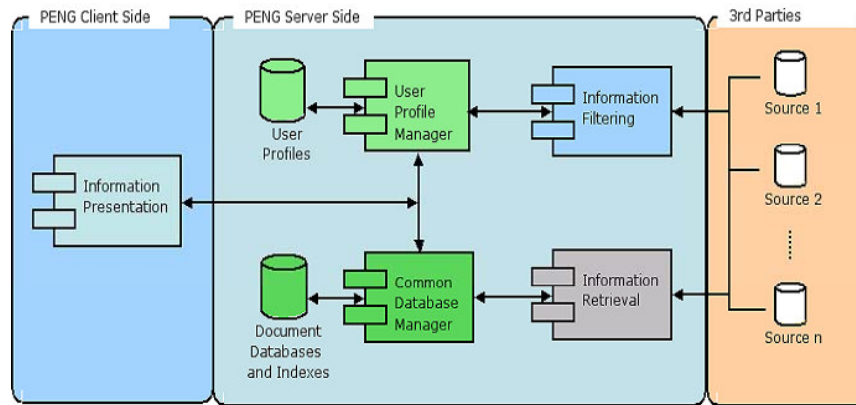 PENG Client Side
PENG Server Side
3rd Parties
User
Profile
Manager
Information
Filtering
Source 1
User
Profiles
Information
Presentation
Source 2
Common
Database
Manager
Information
Retrieval
Document
Databases
and Indexes
Source n